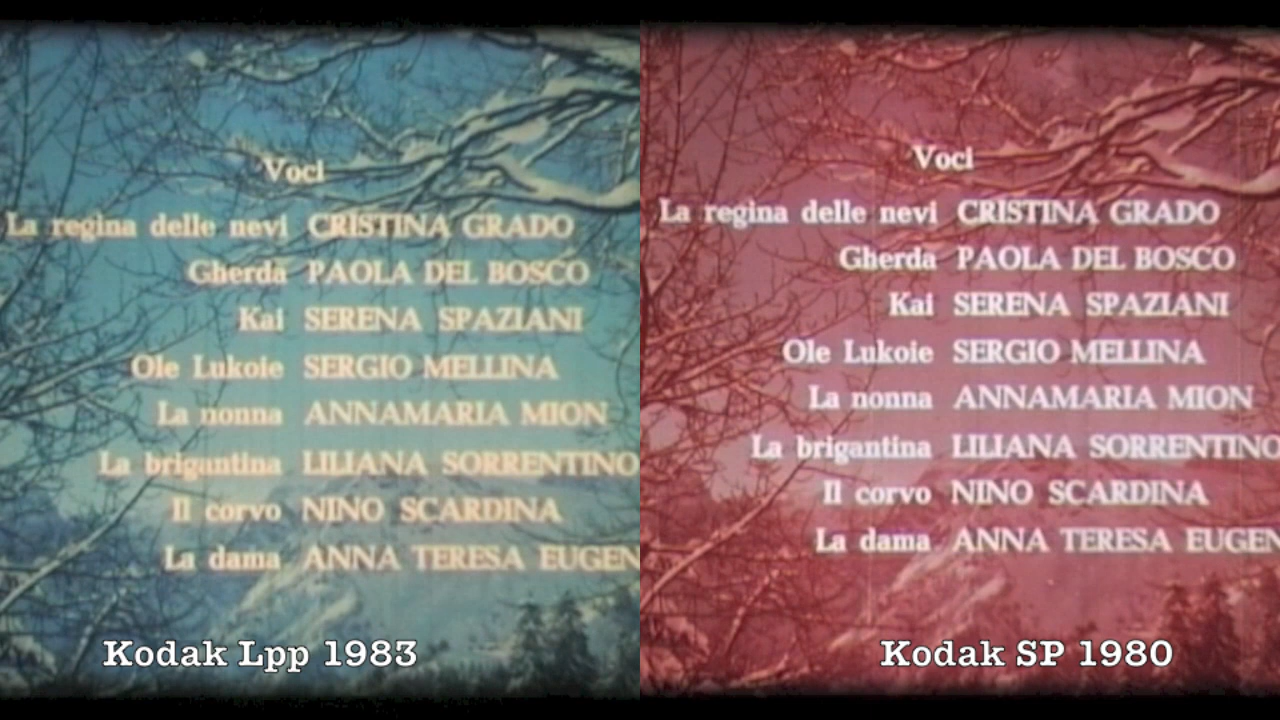 Voci
La regina delle nevi CRISTINA GRADO
Gherda PAOLA DEL BOSCO
Kai SERENA SPAZIANI
Ole Lukoie SERGIO MELLINA
La nonna ANNAMARIA MION
La brigantina LILIANA SORRENTINO
Il corvo NINO SCARDINA
La dama ANNA TERESA EUGEN
Kodak Lpp 1983
Voci
La regina delle nevi CRISTINA GRADO
Gherda PAOLA DEL BOSCO
Kai SERENA SPAZIANI
Ole Lukoie SERGIO MELLINA
La nonna ANNAMARIA MION
La brigantina LILIANA SORRENTINO
Il corvo NINO SCARDINA
La dama ANNA TERESA EUGEN
Kodak SP 1980